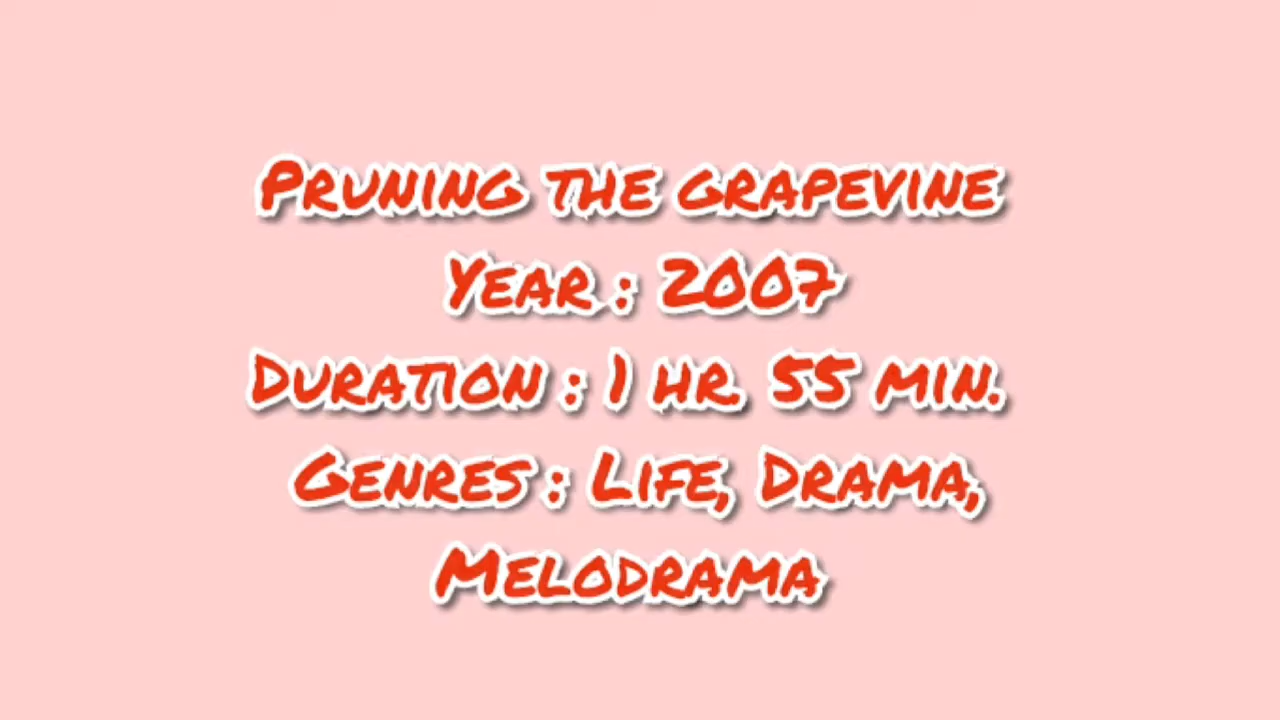 Pruning the grapevine
Year : 2007
Duration : 1 hr. 55 min.
Genres : Life, Drama,
Melodrama